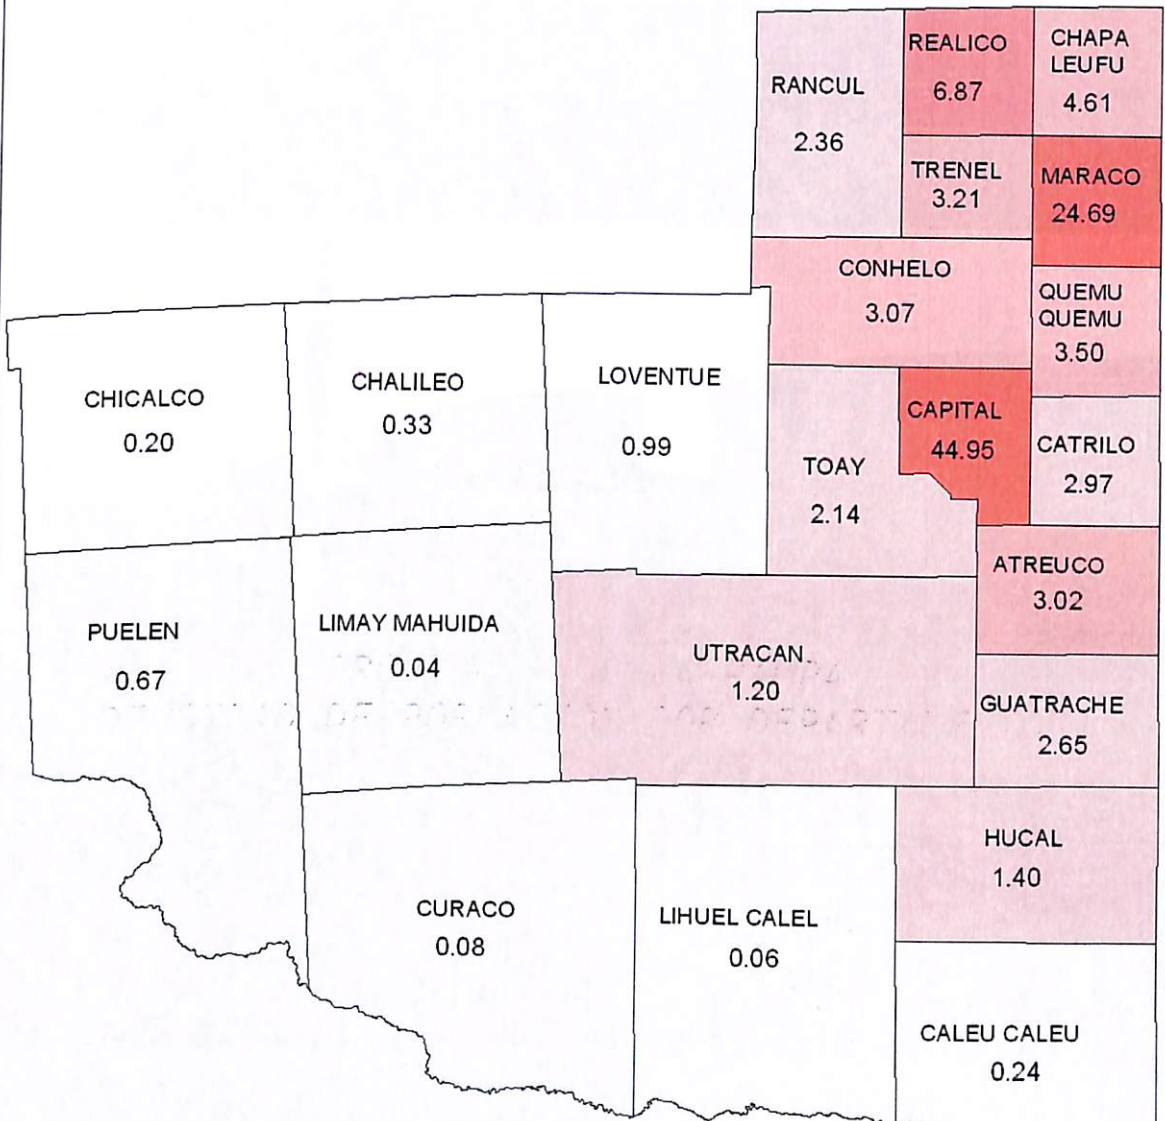 REALICO
6.87
CHAPA
LEUFU
4.61
RANCUL
2.36
TRENEL
3.21
MARACO
24.69
CONHELO
3.07
QUEMU
QUEMU
3.50
CHICALCO
0.20
CHALILEO
0.33
LOVENTUE
0.99
TOAY
2.14
CAPITAL
44.95
CATRILO
2.97
ATREUCO
3.02
PUELEN
0.67
LIMAY MAHUIDA
0.04
UTRACAN
1.20
GUATRACHE
2.65
HUCAL
1.40
CURACO
0.08
LIHUEL CALEL
0.06
CALEU CALEU
0.24